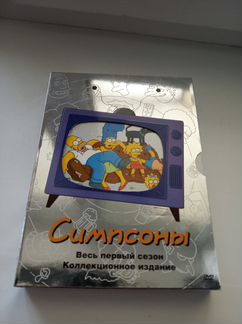 Симпсоны
Весь первый сезон
Коллекционное издание